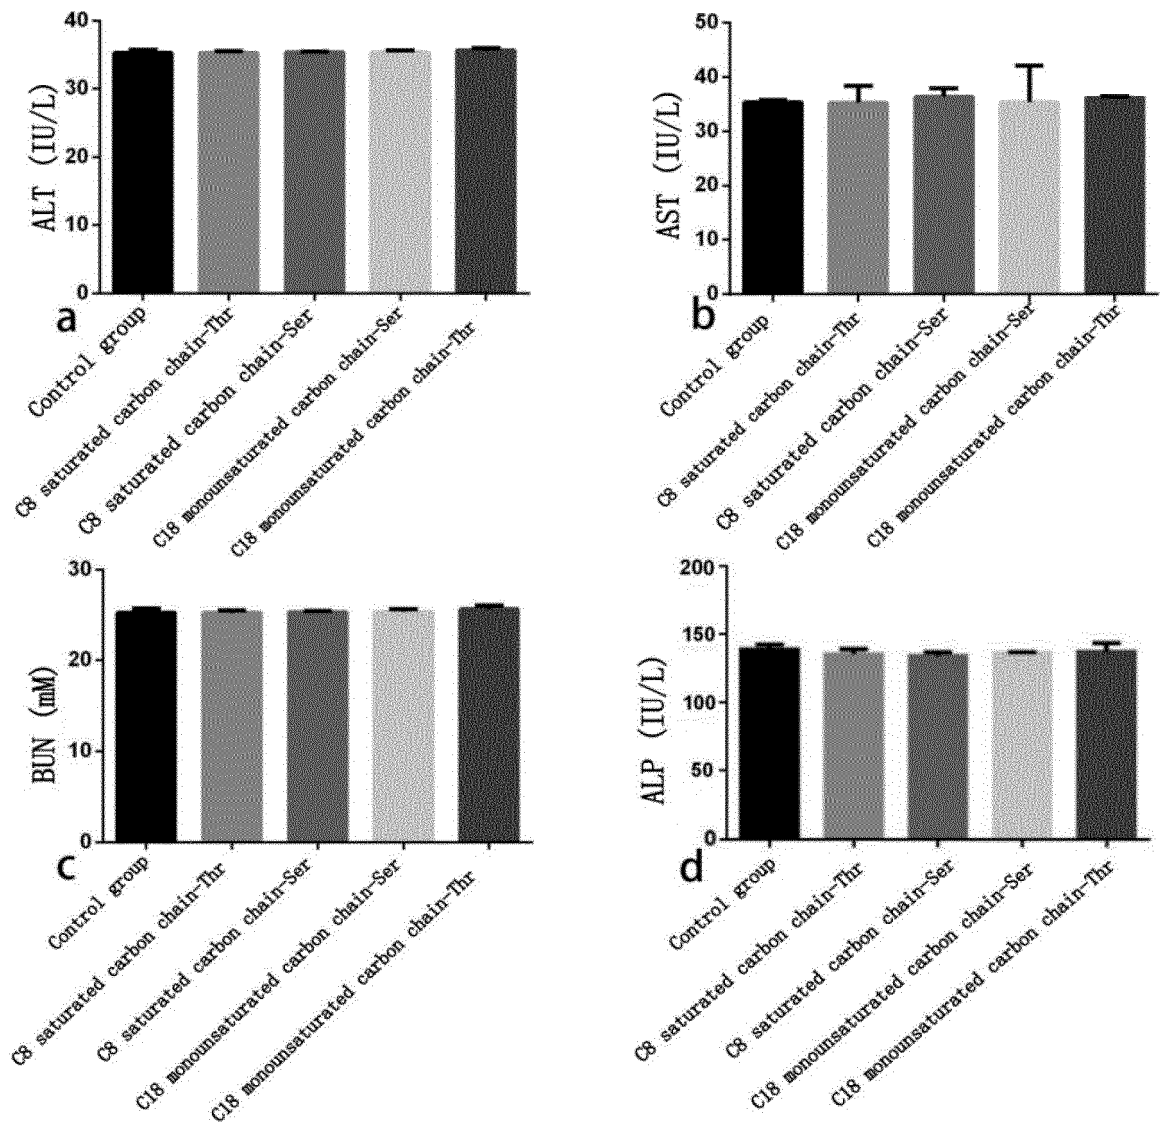 40
30
20
10
0
ALT (IU/L)
a
Control group
C8 saturated carbon chain-Thr
C8 saturated carbon chain-Ser
C18 monounsaturated carbon chain-Ser
C18 monounsaturated carbon chain-Thr
50
40
30
20
10
0
AST (IU/L)
b
Control group
C8 saturated carbon chain-Thr
C8 saturated carbon chain-Ser
C18 monounsaturated carbon chain-Ser
C18 monounsaturated carbon chain-Thr
30
20
10
0
BUN (mM)
c
Control group
C8 saturated carbon chain-Thr
C8 saturated carbon chain-Ser
C18 monounsaturated carbon chain-Ser
C18 monounsaturated carbon chain-Thr
200
150
100
50
0
ALP (IU/L)
d
Control group
C8 saturated carbon chain-Thr
C8 saturated carbon chain-Ser
C18 monounsaturated carbon chain-Ser
C18 monounsaturated carbon chain-Thr